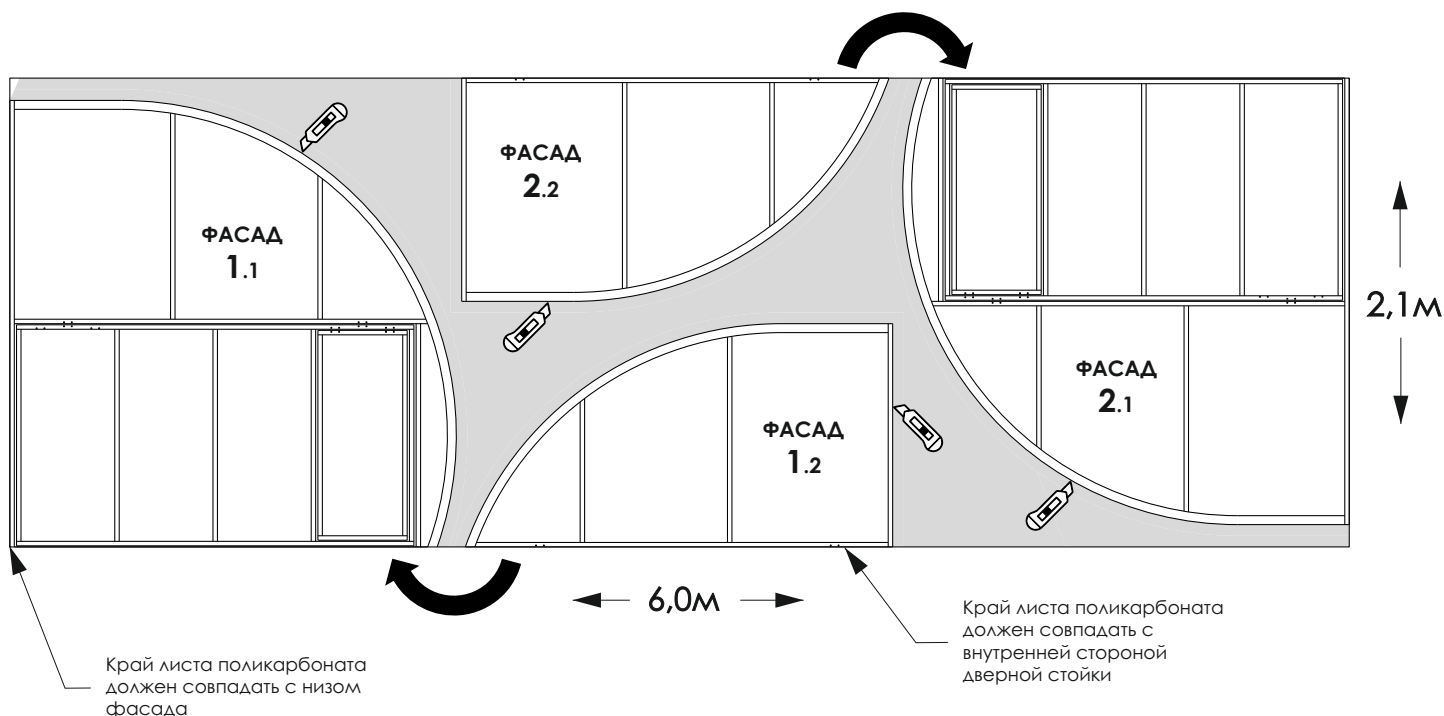 ФАСАД
2.2
ФАСАД
1.1
2,1м
ФАСАД
2.1
ФАСАД
1.2
6,0м
Край листа поликарбоната
должен совпадать с
внутренней стороной
дверной стойки
Край листа поликарбоната
должен совпадать с низом
фасада